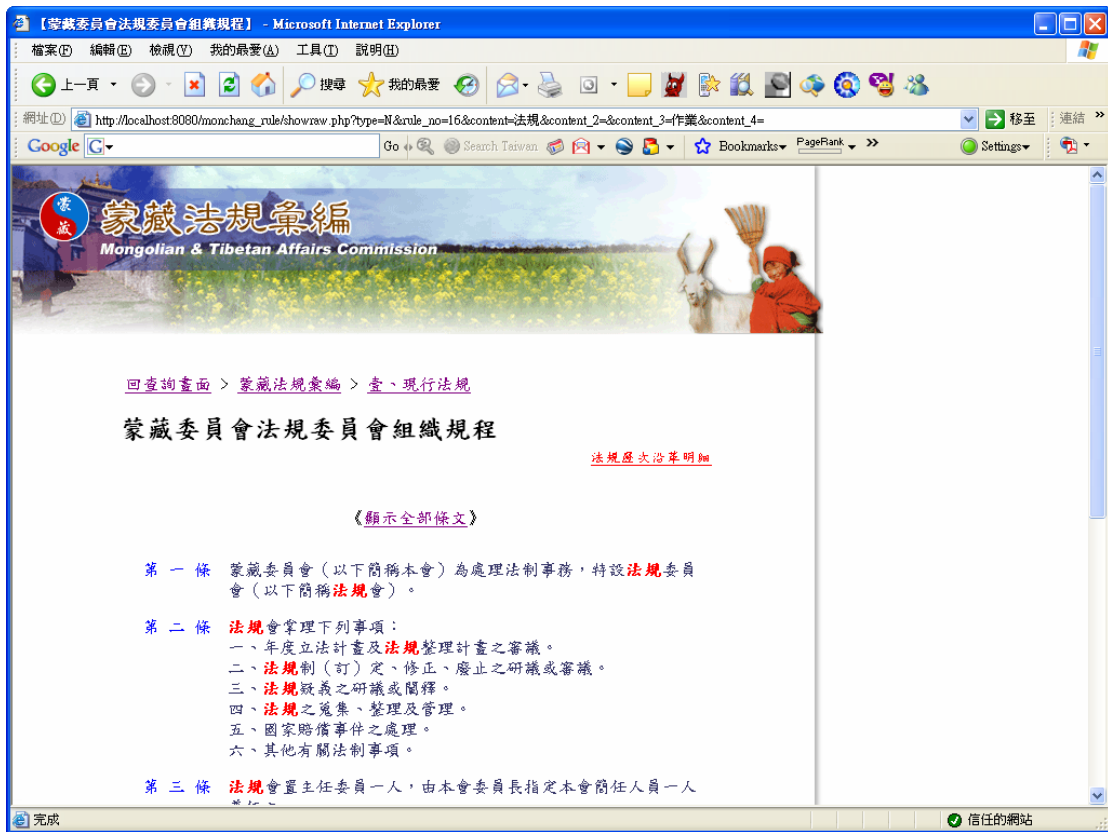 【蒙藏委員會法規委員會組織規程】 - Microsoft Internet Explorer
檔案(F) 編輯(E) 檢視(V) 我的最愛(A) 工具(T) 說明(H)
上一頁 搜尋 我的最愛
網址(D) http://localhost:8080/monchang_rule/showraw.php?type=N&rule_no=16&content=法規&content_2=&content_3=作業&content_4= 移至 連結 »
Google G Go Search Taiwan Bookmarks PageRank » Settings
蒙藏
蒙藏法規彙編
Mongolian & Tibetan Affairs Commission
回查詢畫面 > 蒙藏法規彙編 > 壹、現行法規
蒙藏委員會法規委員會組織規程
法規歷次沿革明細
《顯示全部條文》
第 一 條 蒙藏委員會（以下簡稱本會）為處理法制事務，特設法規委員
會（以下簡稱法規會）。
第 二 條 法規會掌理下列事項：
一、年度立法計畫及法規整理計畫之審議。
二、法規制（訂）定、修正、廢止之研議或審議。
三、法規疑義之研議或闡釋。
四、法規之蒐集、整理及管理。
五、國家賠償事件之處理。
六、其他有關法制事項。
第 三 條 法規會置主任委員一人，由本會委員長指定本會簡任人員一人
完成 信任的網站